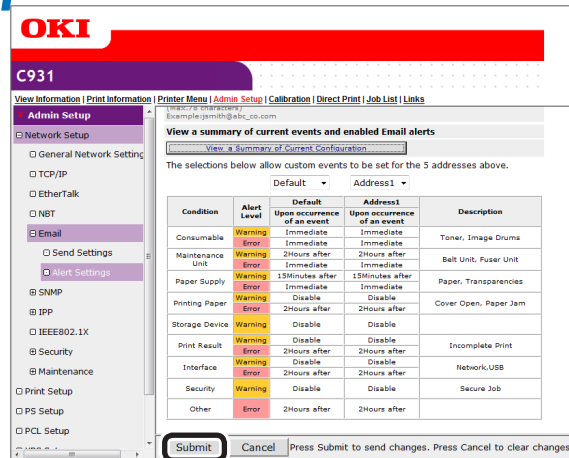 OKI
C931
View Information | Print Information | Printer Menu | Admin Setup | Calibration | Direct Print | Job List | Links
Admin Setup
Network Setup
General Network Setting
TCP/IP
EtherTalk
NBT
Email
Send Settings
Alert Settings
SNMP
IPP
IEEE802.1X
Security
Maintenance
Print Setup
PS Setup
PCL Setup
(Max.78 characters)
Example:jsmith@abc_co.com
View a summary of current events and enabled Email alerts
View a Summary of Current Configuration
The selections below allow custom events to be set for the 5 addresses above.
Default Address1
Condition Alert Level Default Upon occurrence of an event Address1 Upon occurrence of an event Description
Consumable Warning Immediate Immediate Toner, Image Drums
Error Immediate Immediate
Maintenance Unit Warning 2Hours after 2Hours after Belt Unit, Fuser Unit
Error Immediate Immediate
Paper Supply Warning 15Minutes after 15Minutes after Paper, Transparencies
Error Immediate Immediate
Printing Paper Warning Disable Disable Cover Open, Paper Jam
Error 2Hours after 2Hours after
Storage Device Warning Disable Disable
Print Result Warning Disable Disable Incomplete Print
Error 2Hours after 2Hours after
Interface Warning Disable Disable Network,USB
Error 2Hours after 2Hours after
Security Warning Disable Disable Secure Job
Other Error 2Hours after 2Hours after
Submit Cancel Press Submit to send changes. Press Cancel to clear changes